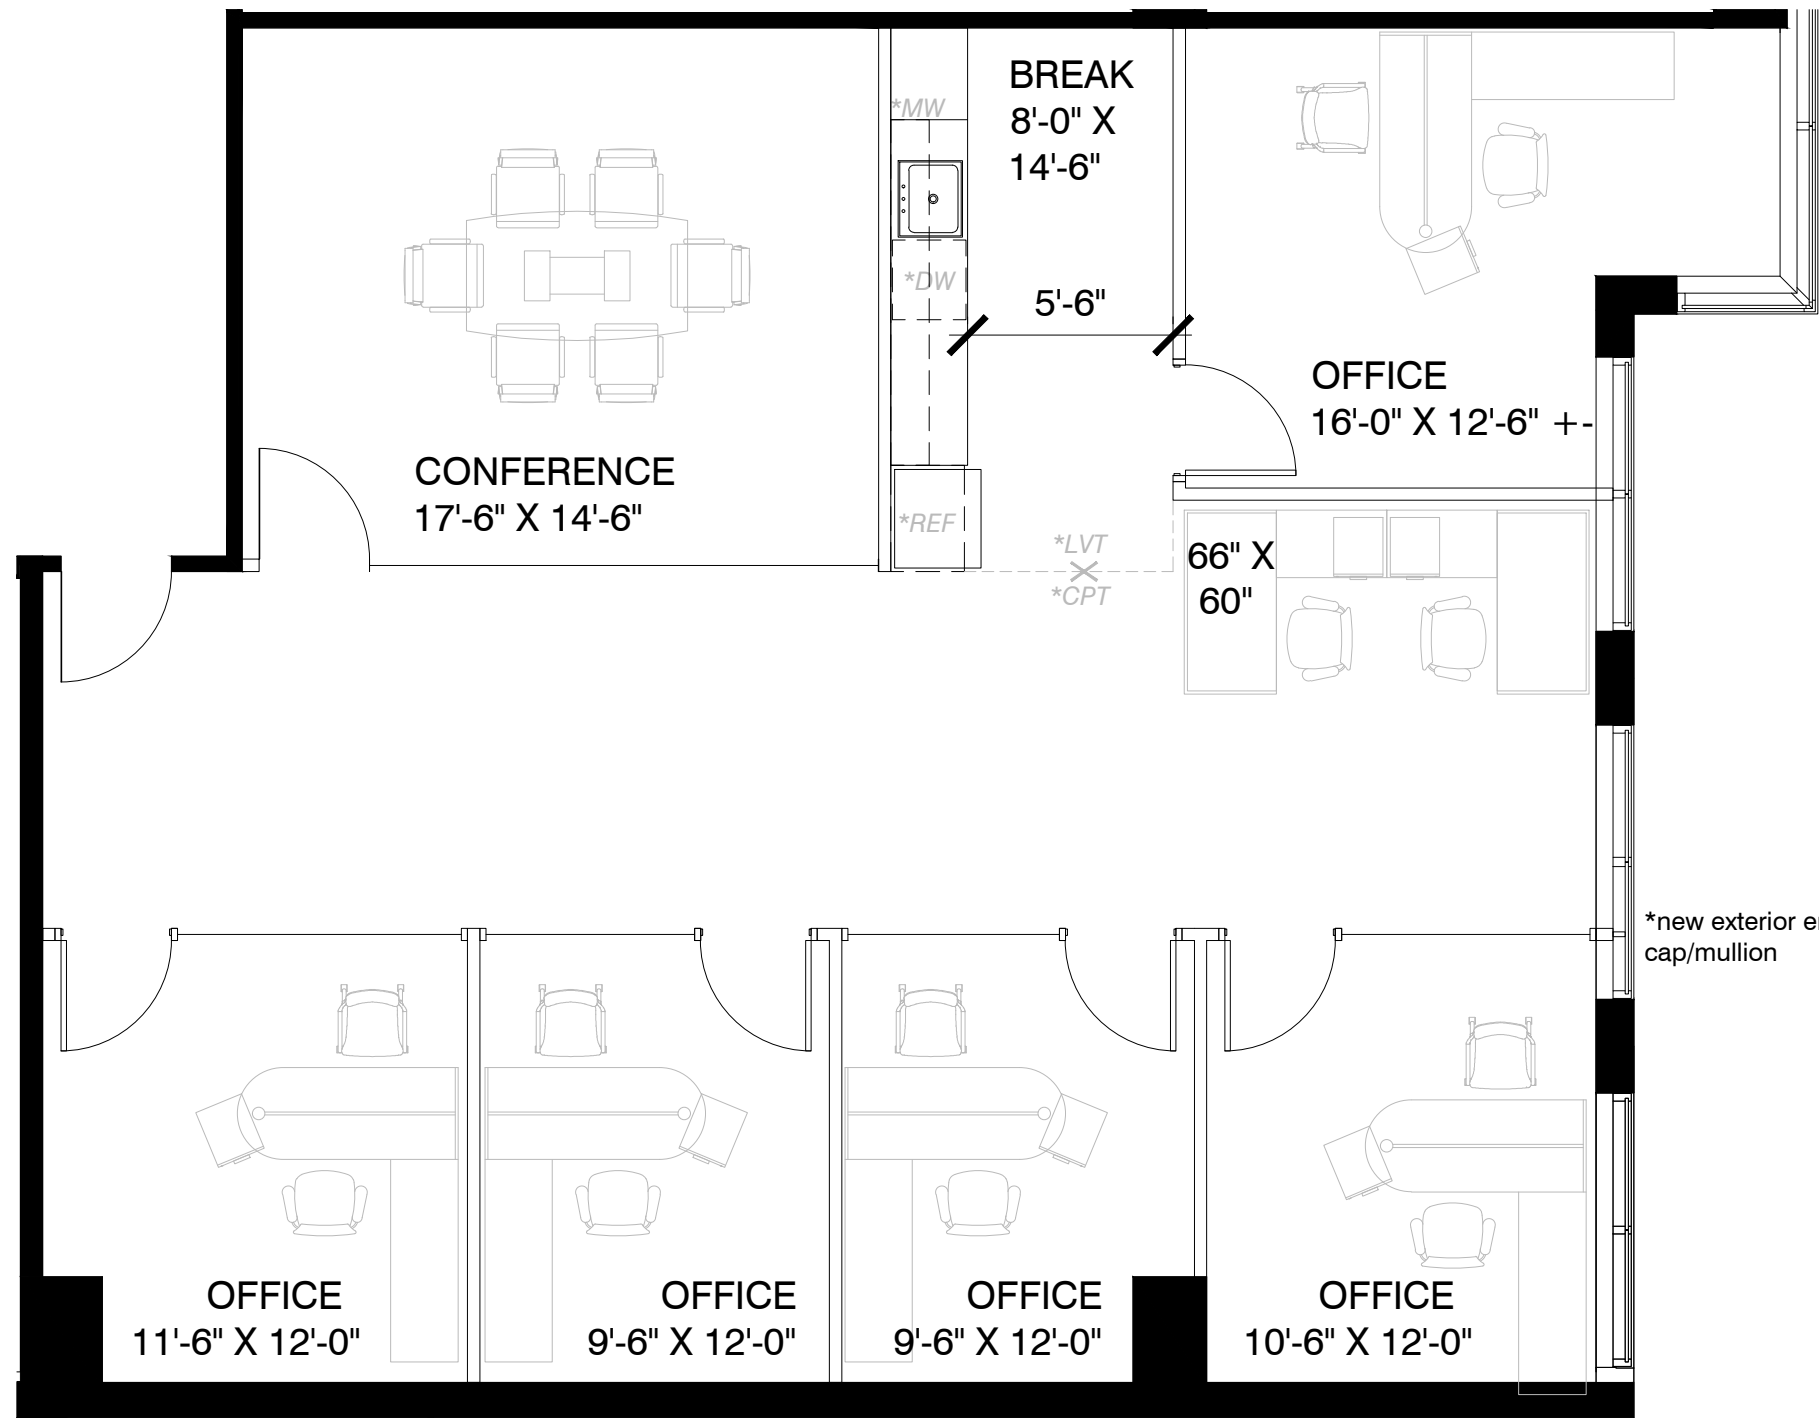 BREAK
8'-0" X
14'-6"
*MW
*DW
5'-6"
OFFICE
16'-0" X 12'-6" +-
CONFERENCE
17'-6" X 14'-6"
*REF
*LVT
*CPT
66" X
60"
*new exterior
cap/mullion
OFFICE
11'-6" X 12'-0"
OFFICE
9'-6" X 12'-0"
OFFICE
9'-6" X 12'-0"
OFFICE
10'-6" X 12'-0"